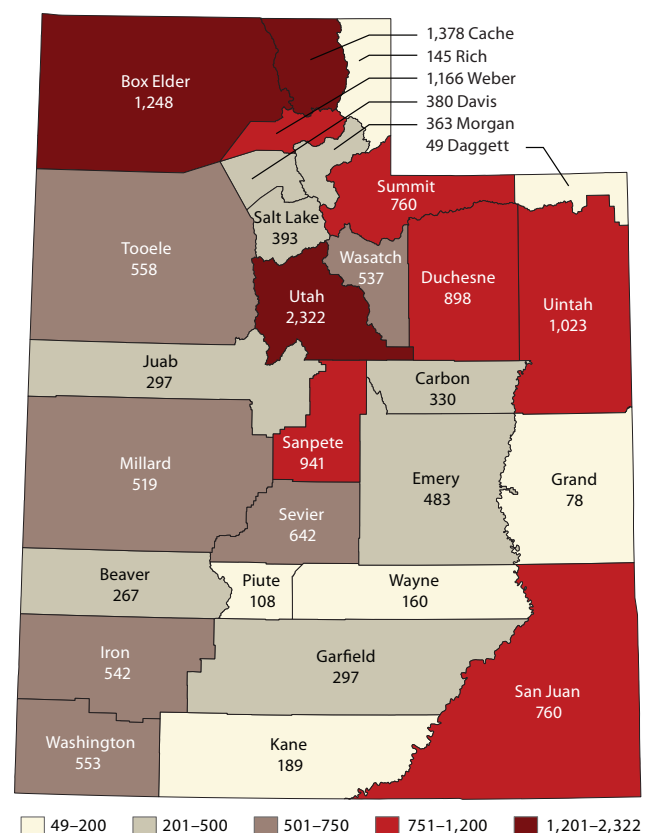 1,378 Cache
145 Rich
1,166 Weber
380 Davis
363 Morgan
49 Daggett
Box Elder
1,248
Summit
760
Salt Lake
393
Tooele
558
Wasatch
537
Duchesne
898
Uintah
1,023
Utah
2,322
Juab
297
Carbon
330
Sanpete
941
Millard
519
Emery
483
Grand
78
Sevier
642
Beaver
267
Piute
108
Wayne
160
Iron
542
Garfield
297
San Juan
760
Washington
553
Kane
189
49–200
201–500
501–750
751–1,200
1,201–2,322